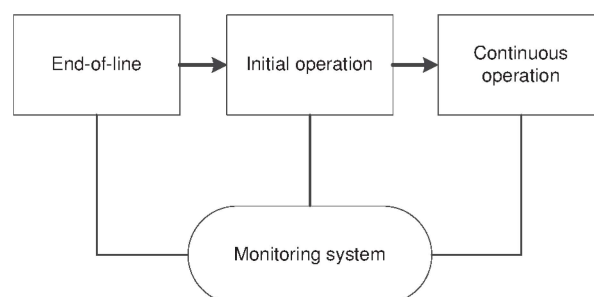 End-of-line
Initial operation
Continuous
operation
Monitoring system